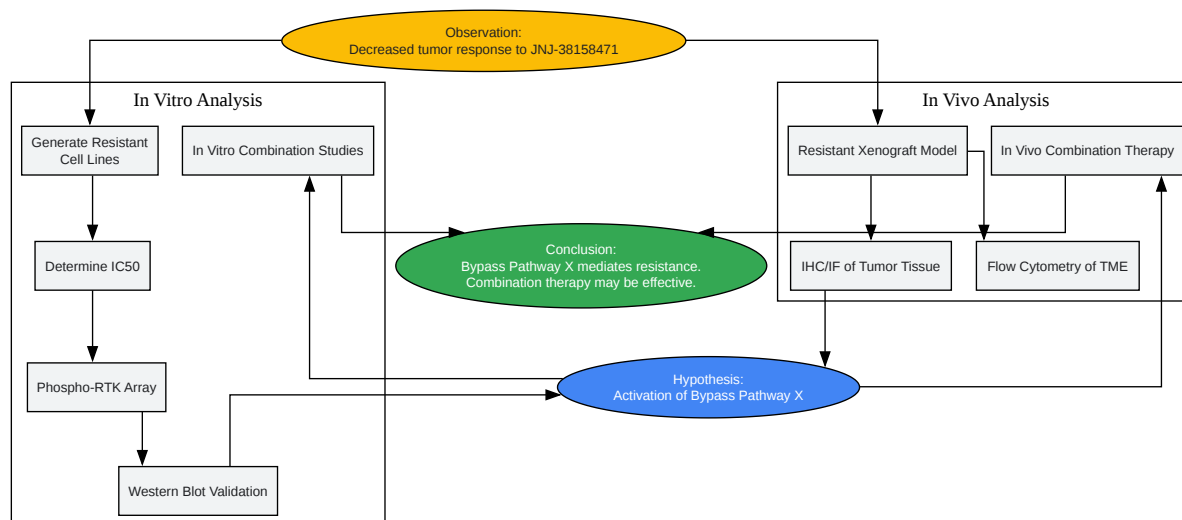 Observation:
Decreased tumor response to JNJ-38158471
In Vitro Analysis
In Vivo Analysis
Generate Resistant
Cell Lines
In Vitro Combination Studies
Resistant Xenograft Model
In Vivo Combination Therapy
Conclusion:
Bypass Pathway X mediates resistance.
Combination therapy may be effective.
Determine IC50
IHC/IF of Tumor Tissue
Flow Cytometry of TME
Phospho-RTK Array
Hypothesis:
Activation of Bypass Pathway X
Western Blot Validation